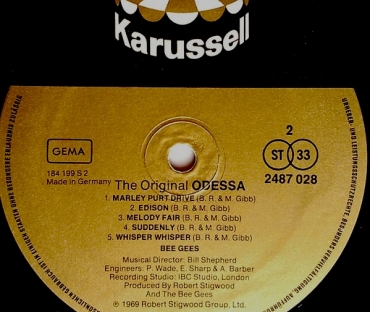 Karussell
GEMA
184 199 S 2
Made in Germany
2
ST 33
2487 028
The Original ODESSA
1. MARLEY PURT DRIVE (B. R. & M. Gibb)
2. EDISON (B. R. & M. Gibb)
3. MELODY FAIR (B. R. & M. Gibb)
4. SUDDENLY (B. R. & M. Gibb)
5. WHISPER WHISPER (B. R. & M. Gibb)
BEE GEES
Musical Director: Bill Shepherd
Engineers: P. Wade, E. Sharp & A. Barber
Recording Studio: IBC Studio, London
Produced by Robert Stigwood
And The Bee Gees
℗ 1969 Robert Stigwood Group, Ltd.